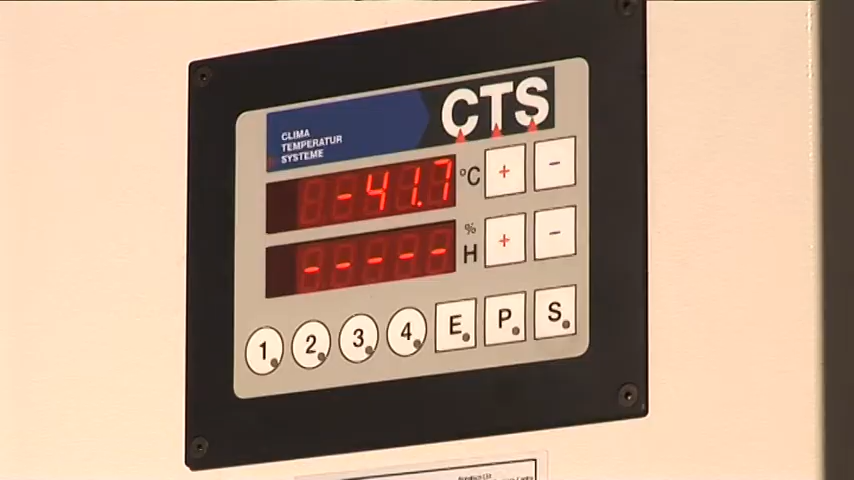 CTS
CLIMA
TEMPERATUR
SYSTEME
-41.7 °C + -
----- % H + -
1 2 3 4 E P S